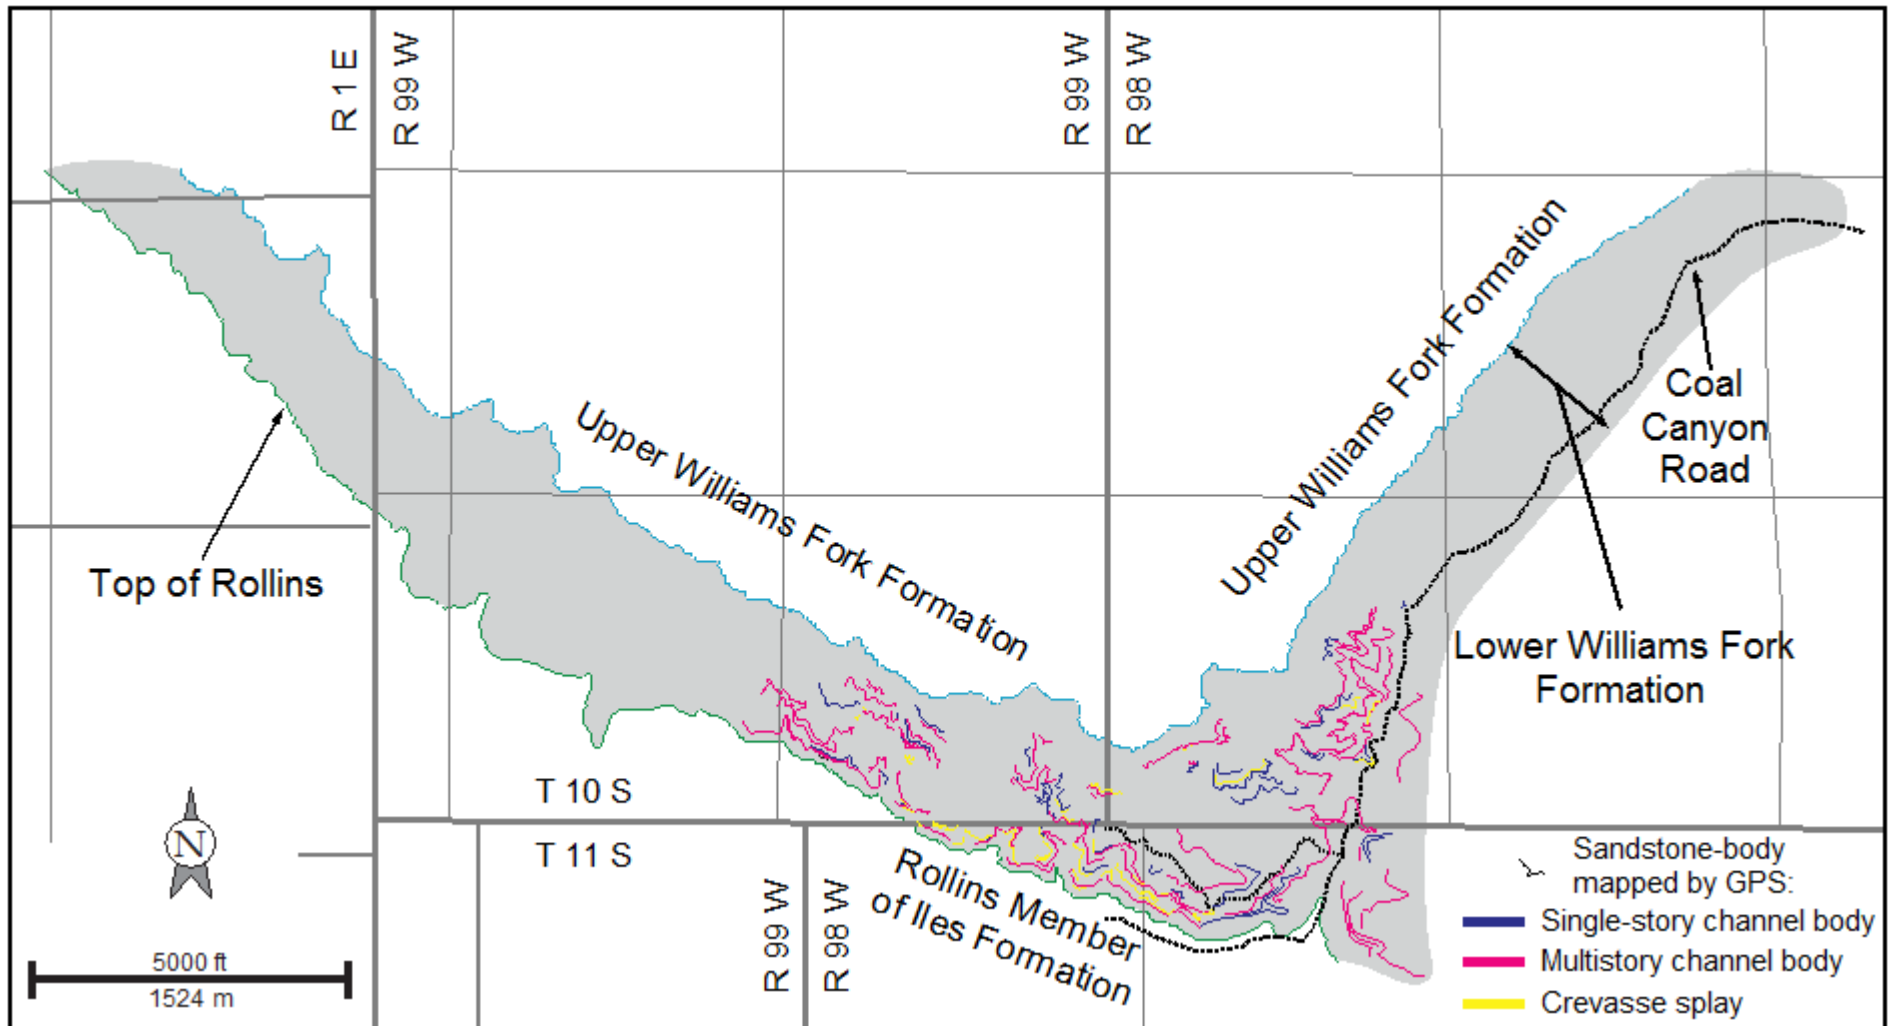 R 1 E
R 99 W
R 99 W
R 98 W
Upper Williams Fork Formation
Upper Williams Fork Formation
Coal
Canyon
Road
Top of Rollins
Lower Williams Fork
Formation
T 10 S
T 11 S
N
R 99 W
R 98 W
Rollins Member
of Iles Formation
5000 ft
1524 m
Sandstone-body
mapped by GPS:
Single-story channel body
Multistory channel body
Crevasse splay